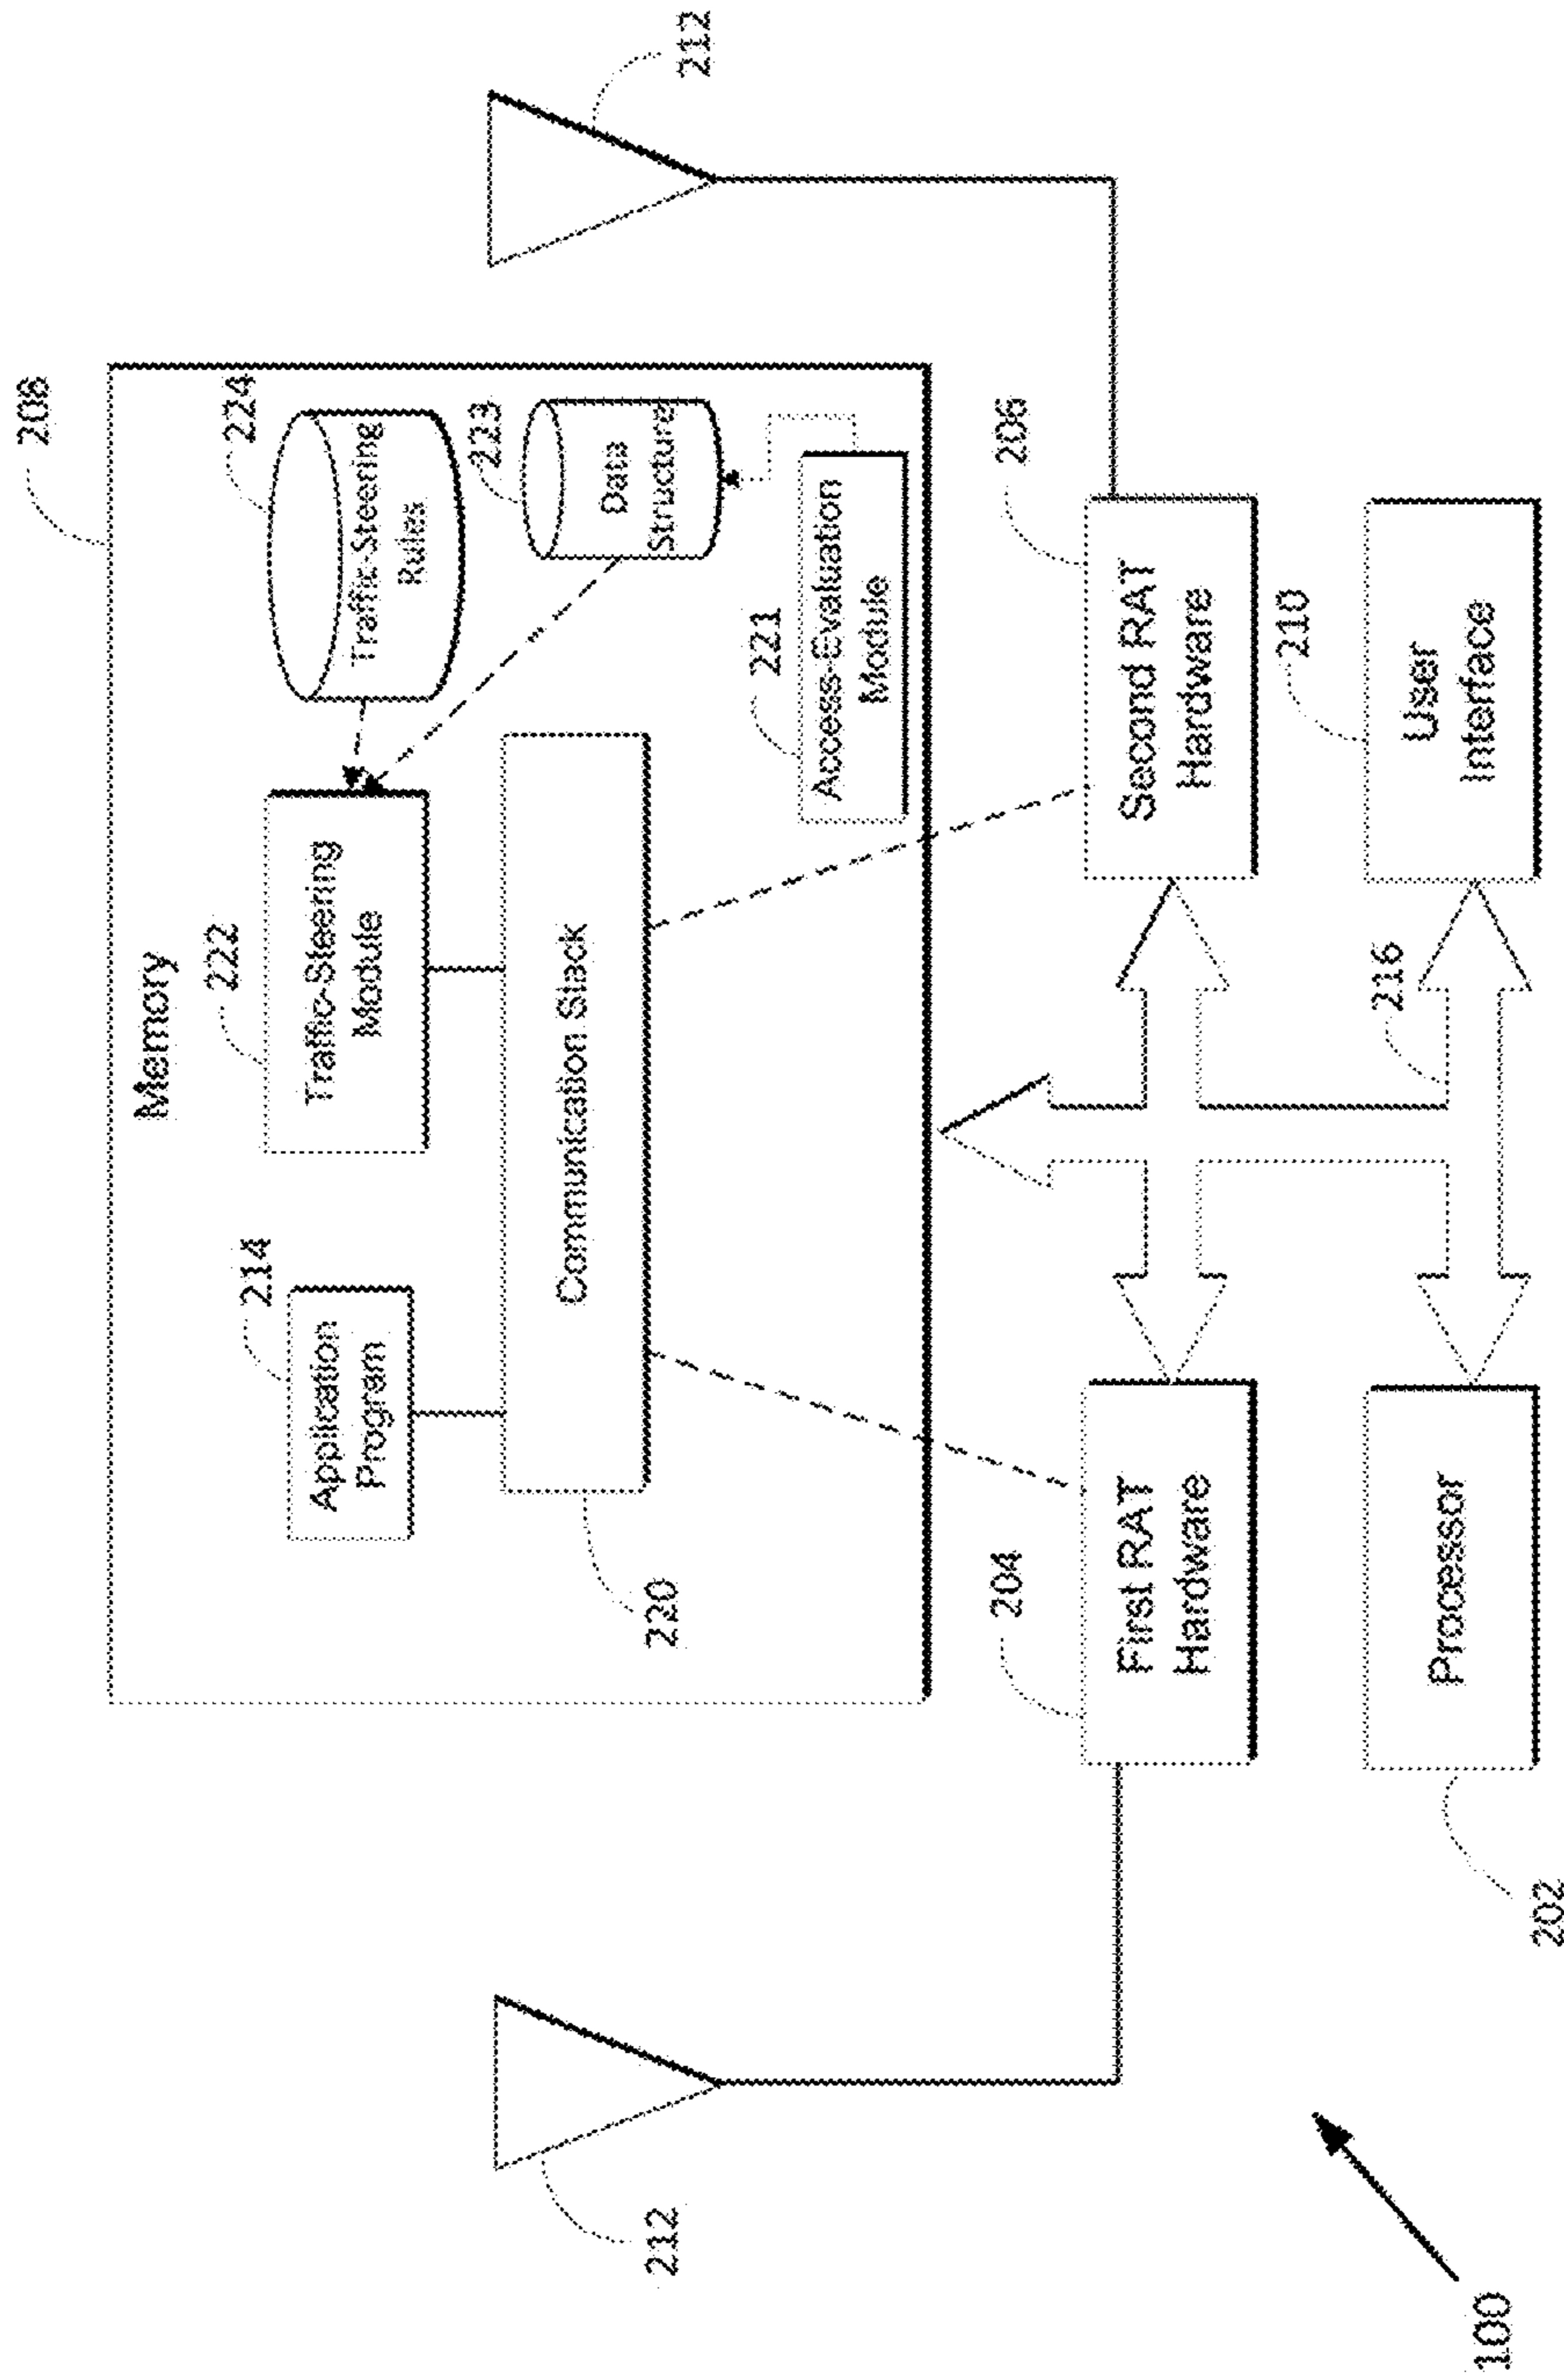 208
Memory
224
Traffic-Steering
Rules
222
Traffic-Steering
Module
214
Application
Program
223
Data
Structure
Communication Stack
220
221
Access-Evaluation
Module
212
212
204
First RAT
Hardware
206
Second RAT
Hardware
216
210
User
Interface
Processor
202
100